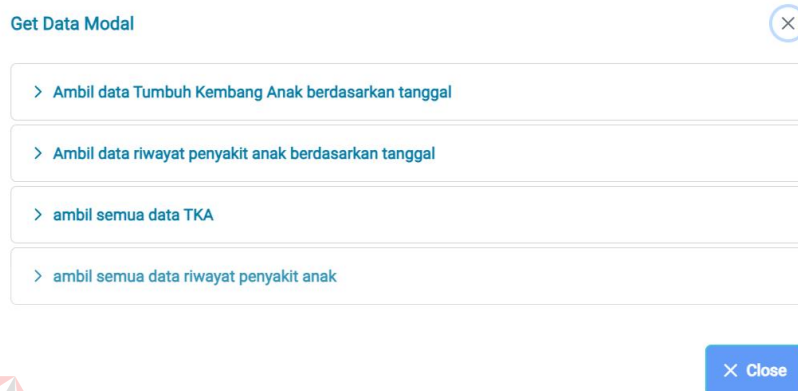 Get Data Modal
Ambil data Tumbuh Kembang Anak berdasarkan tanggal
Ambil data riwayat penyakit anak berdasarkan tanggal
ambil semua data TKA
ambil semua data riwayat penyakit anak
Close